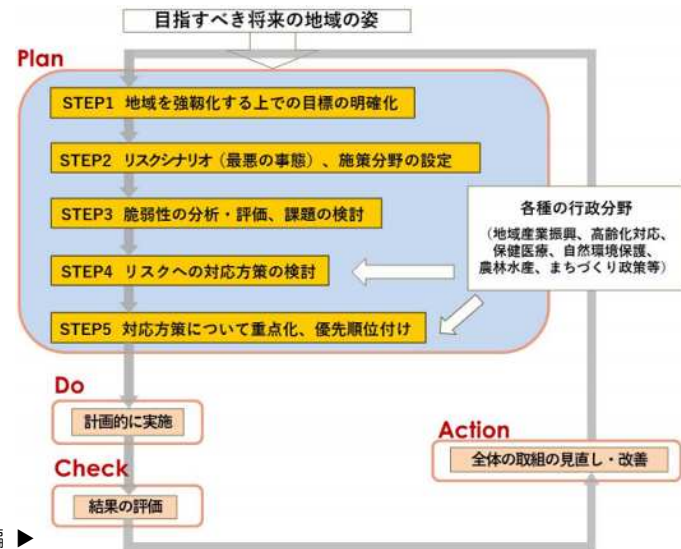 目指すべき将来の地域の姿
Plan
STEP1 地域を強靱化する上での目標の明確化
STEP2 リスクシナリオ（最悪の事態）、施策分野の設定
STEP3 脆弱性の分析・評価、課題の検討
STEP4 リスクへの対応方策の検討
STEP5 対応方策について重点化、優先順位付け
各種の行政分野
（地域産業振興、高齢化対応、
保健医療、自然環境保護、
農林水産、まちづくり政策等）
Do
計画的に実施
Check
結果の評価
Action
全体の取組の見直し・改善
▶